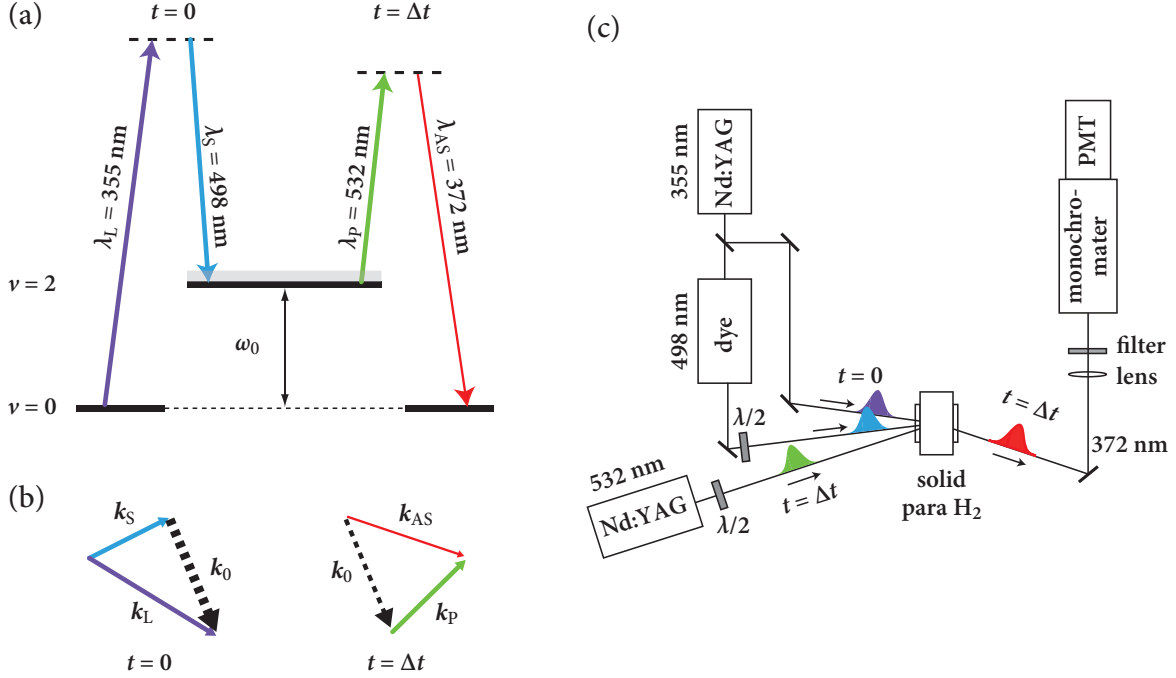 (a)
t = 0
t = Δt
λL = 355 nm
λS = 498 nm
λP = 532 nm
λAS = 372 nm
v = 2
ω0
v = 0
(b)
kS
k0
kL
t = 0
kAS
k0
kP
t = Δt
(c)
355 nm
Nd:YAG
498 nm
dye
λ/2
532 nm
Nd:YAG
λ/2
t = 0
t = Δt
solid
para H2
t = Δt
PMT
monochro-
mater
filter
lens
372 nm